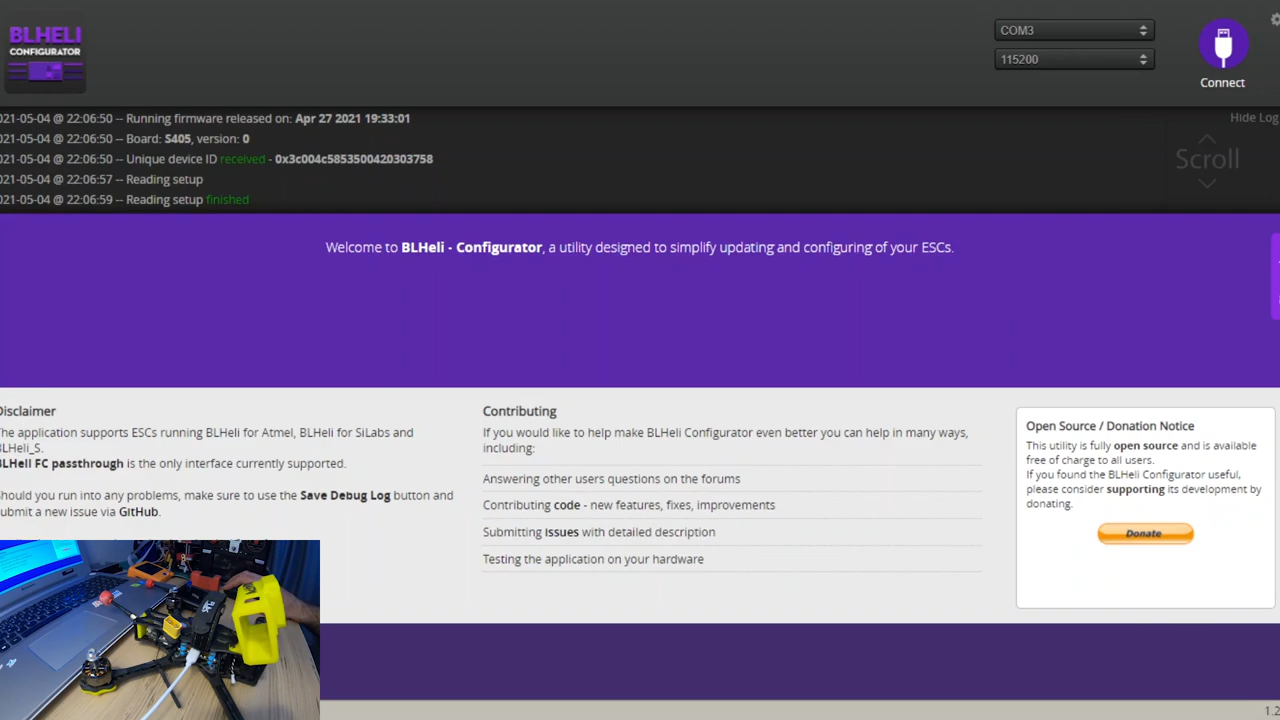 BLHELI
CONFIGURATOR
COM3
115200
Connect
021-05-04 @ 22:06:50 -- Running firmware released on: Apr 27 2021 19:33:01
Hide Log
021-05-04 @ 22:06:50 -- Board: S405, version: 0
021-05-04 @ 22:06:50 -- Unique device ID received - 0x3c004c5853500420303758
Scroll
021-05-04 @ 22:06:57 -- Reading setup
021-05-04 @ 22:06:59 -- Reading setup finished
Welcome to BLHeli - Configurator, a utility designed to simplify updating and configuring of your ESCs.
Disclaimer
The application supports ESCs running BLHeli for Atmel, BLHeli for SiLabs and
BLHeli_S.
BLHeli FC passthrough is the only interface currently supported.
Should you run into any problems, make sure to use the Save Debug Log button and
submit a new issue via GitHub.
Contributing
If you would like to help make BLHeli Configurator even better you can help in many ways,
including:
Answering other users questions on the forums
Contributing code - new features, fixes, improvements
Submitting issues with detailed description
Testing the application on your hardware
Open Source / Donation Notice
This utility is fully open source and is available
free of charge to all users.
If you found the BLHeli Configurator useful,
please consider supporting its development by
donating.
Donate
1.2